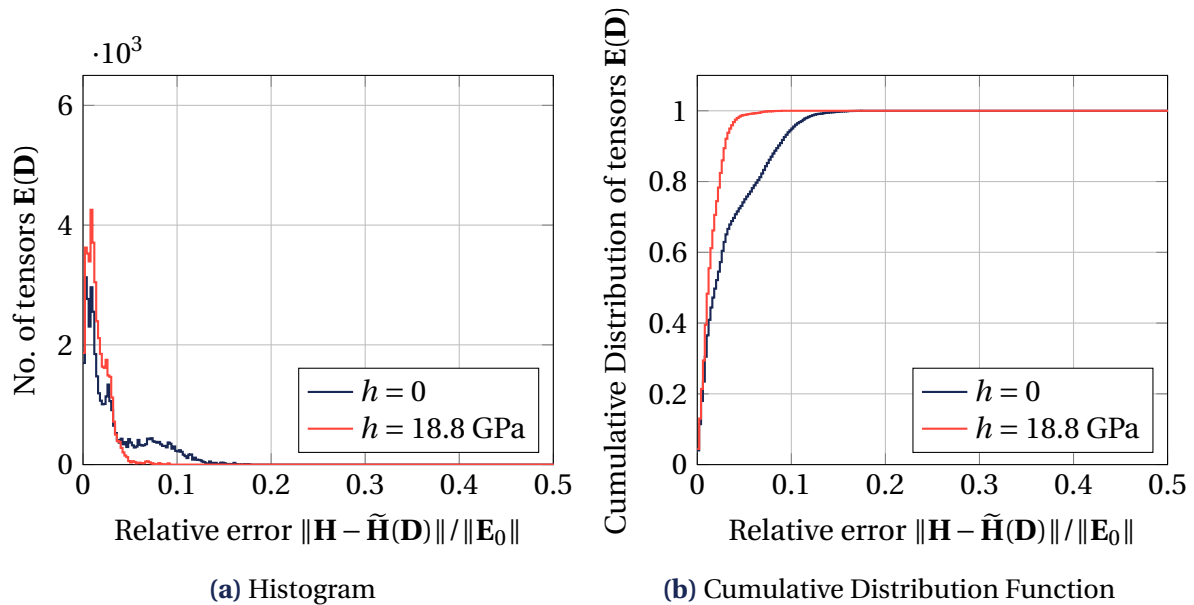 ·10³
6
4
2
0
No. of tensors E(D)
0 0.1 0.2 0.3 0.4 0.5
Relative error ‖H − H̃(D)‖/‖E₀‖
h = 0
h = 18.8 GPa
(a) Histogram
1
0.8
0.6
0.4
0.2
0
Cumulative Distribution of tensors E(D)
0 0.1 0.2 0.3 0.4 0.5
Relative error ‖H − H̃(D)‖/‖E₀‖
h = 0
h = 18.8 GPa
(b) Cumulative Distribution Function